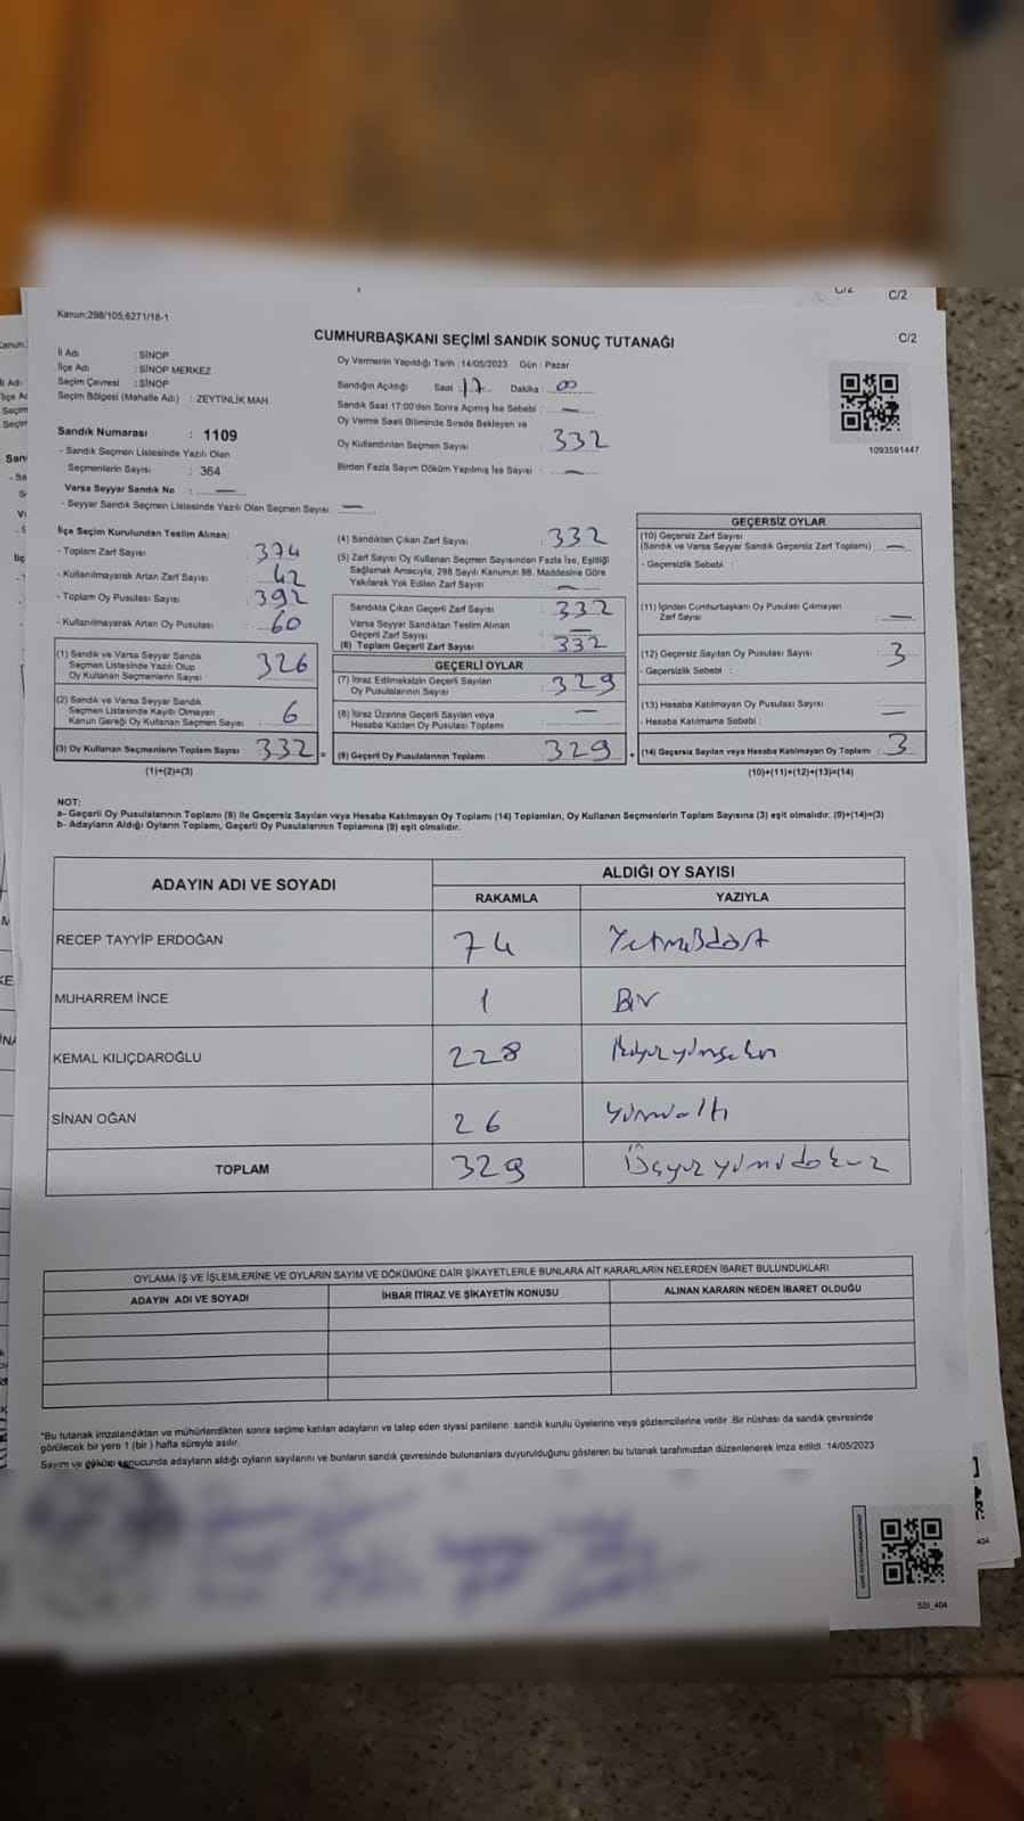 C/2
C/2
Kanun;298/105,6271/18-1
CUMHURBAŞKANI SEÇİMİ SANDIK SONUÇ TUTANAĞI
C/2
İl Adı : SİNOP
İlçe Adı : SİNOP MERKEZ
Seçim Çevresi : SİNOP
Seçim Bölgesi (Mahalle Adı) : ZEYTİNLİK MAH.
Sandık Numarası : 1109
- Sandık Seçmen Listesinde Yazılı Olan
Seçmenlerin Sayısı : 364
Varsa Seyyar Sandık No : —
- Seyyar Sandık Seçmen Listesinde Yazılı Olan Seçmen Sayısı —
Oy Vermenin Yapıldığı Tarih : 14/05/2023 Gün : Pazar
Sandığın Açıldığı Saat : 17 Dakika : 00
Sandık Saat 17:00'den Sonra Açılmış İse Sebebi : —
Oy Verme Saati Bitiminde Sırada Bekleyen ve
Oy Kullandırılan Seçmen Sayısı 332
Birden Fazla Sayım Döküm Yapılmış İse Sayısı : —
1093591447
İlçe Seçim Kurulundan Teslim Alınan:
- Toplam Zarf Sayısı 374
- Kullanılmayarak Artan Zarf Sayısı 42
- Toplam Oy Pusulası Sayısı 392
- Kullanılmayarak Artan Oy Pusulası : 60
(1) Sandık ve Varsa Seyyar Sandık
Seçmen Listesinde Yazılı Olup
Oy Kullanan Seçmenlerin Sayısı 326
(2) Sandık ve Varsa Seyyar Sandık
Seçmen Listesinde Kayıtlı Olmayan
Kanun Gereği Oy Kullanan Seçmen Sayısı 6
(3) Oy Kullanan Seçmenlerin Toplam Sayısı 332 =
(1)+(2)=(3)
(4) Sandıktan Çıkan Zarf Sayısı : 332
(5) Zarf Sayısı Oy Kullanan Seçmen Sayısından Fazla İse, Eşitliği
Sağlamak Amacıyla, 298 Sayılı Kanunun 98. Maddesine Göre
Yakılarak Yok Edilen Zarf Sayısı —
Sandıkta Çıkan Geçerli Zarf Sayısı 332
Varsa Seyyar Sandıktan Teslim Alınan
Geçerli Zarf Sayısı —
(6) Toplam Geçerli Zarf Sayısı 332
GEÇERLİ OYLAR
(7) İtiraz Edilmeksizin Geçerli Sayılan
Oy Pusulalarının Sayısı 329
(8) İtiraz Üzerine Geçerli Sayılan veya
Hesaba Katılan Oy Pusulası Toplamı —
(9) Geçerli Oy Pusulalarının Toplamı 329 +
GEÇERSİZ OYLAR
(10) Geçersiz Zarf Sayısı
(Sandık ve Varsa Seyyar Sandık Geçersiz Zarf Toplamı) —
- Geçersizlik Sebebi :
(11) İçinden Cumhurbaşkanı Oy Pusulası Çıkmayan
Zarf Sayısı —
(12) Geçersiz Sayılan Oy Pusulası Sayısı 3
- Geçersizlik Sebebi :
(13) Hesaba Katılmayan Oy Pusulası Sayısı —
- Hesaba Katılmama Sebebi :
(14) Geçersiz Sayılan veya Hesaba Katılmayan Oy Toplamı 3
(10)+(11)+(12)+(13)=(14)
NOT:
a- Geçerli Oy Pusulalarının Toplamı (9) ile Geçersiz Sayılan veya Hesaba Katılmayan Oy Toplamı (14) Toplamları, Oy Kullanan Seçmenlerin Toplam Sayısına (3) eşit olmalıdır. (9)+(14)=(3)
b- Adayların Aldığı Oyların Toplamı, Geçerli Oy Pusulalarının Toplamına (9) eşit olmalıdır.
ADAYIN ADI VE SOYADI
ALDIĞI OY SAYISI
RAKAMLA YAZIYLA
RECEP TAYYİP ERDOĞAN 74 Yetmişdört
MUHARREM İNCE 1 Bir
KEMAL KILIÇDAROĞLU 228 İkiyüzyirmisekiz
SİNAN OĞAN 26 yirmialtı
TOPLAM 329 Üçyüzyirmidokuz
OYLAMA İŞ VE İŞLEMLERİNE VE OYLARIN SAYIM VE DÖKÜMÜNE DAİR ŞİKAYETLERLE BUNLARA AİT KARARLARIN NELERDEN İBARET BULUNDUKLARI
ADAYIN ADI VE SOYADI İHBAR İTİRAZ VE ŞİKAYETİN KONUSU ALINAN KARARIN NEDEN İBARET OLDUĞU
"Bu tutanak imzalandıktan ve mühürlendikten sonra seçime katılan adayların ve talep eden siyasi partilerin sandık kurulu üyelerine veya gözlemcilerine verilir. Bir nüshası da sandık çevresinde
görülecek bir yere 1 (bir) hafta süreyle asılır.
Sayım ve döküm sonucunda adayların aldığı oyların sayılarını ve bunların sandık çevresinde bulunanlara duyurulduğunu gösteren bu tutanak tarafımızdan düzenlenerek imza edildi. 14/05/2023
SSI_404